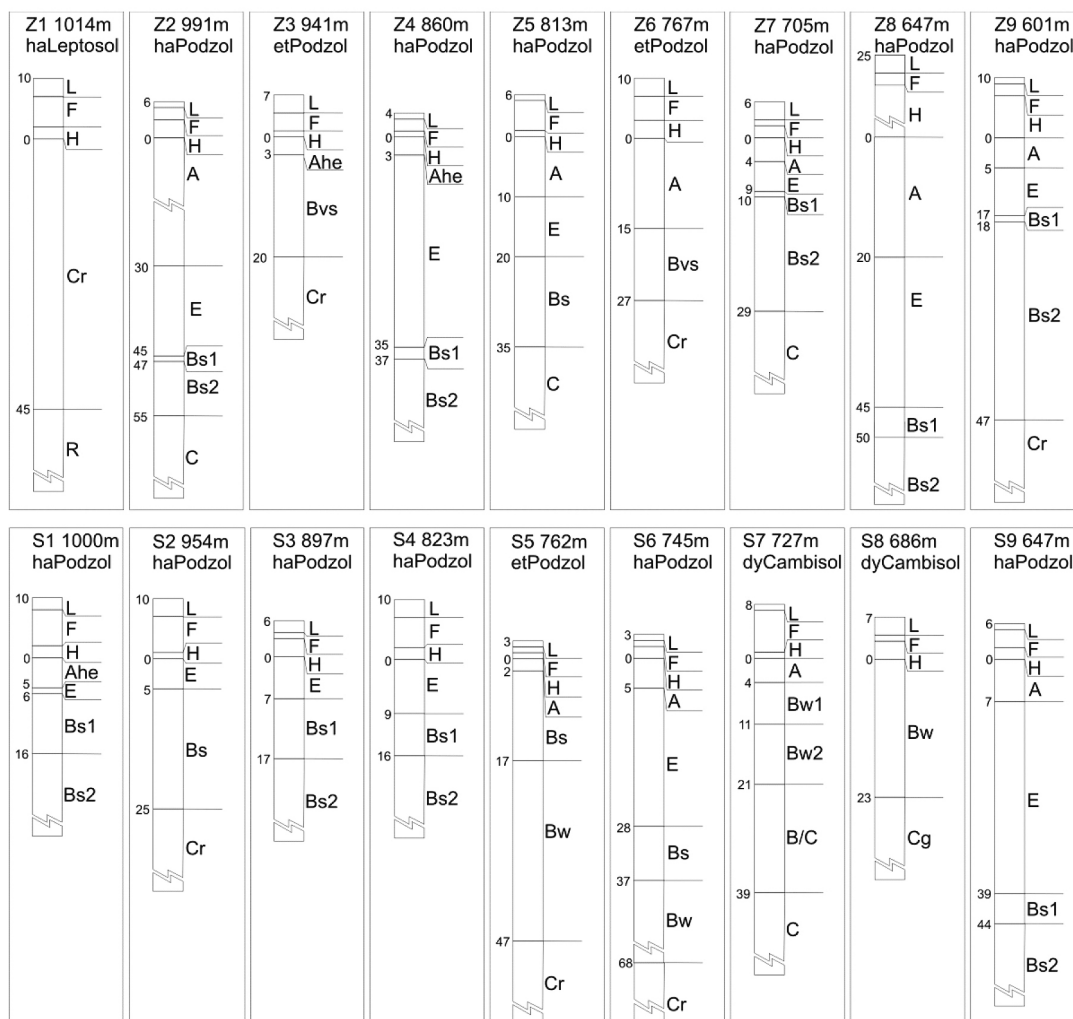 Z1 1014m
haLeptosol
10
L
F
H
0
Cr
45
R
Z2 991m
haPodzol
6
L
F
0
H
A
30
E
45
Bs1
47
Bs2
55
C
Z3 941m
etPodzol
7
L
F
0
H
3
Ahe
Bvs
20
Cr
Z4 860m
haPodzol
4
L
0
F
H
3
Ahe
E
35
Bs1
37
Bs2
Z5 813m
haPodzol
6
L
F
0
H
A
10
E
20
Bs
35
C
Z6 767m
etPodzol
10
L
F
H
0
A
15
Bvs
27
Cr
Z7 705m
haPodzol
6
L
F
0
H
4
A
E
9
Bs1
10
Bs2
29
C
Z8 647m
haPodzol
25
L
F
H
0
A
20
E
45
Bs1
50
Bs2
Z9 601m
haPodzol
10
L
F
H
0
A
5
E
17
Bs1
18
Bs2
47
Cr
S1 1000m
haPodzol
10
L
F
H
0
Ahe
5
E
6
Bs1
16
Bs2
S2 954m
haPodzol
10
L
F
H
0
E
5
Bs
25
Cr
S3 897m
haPodzol
6
L
F
0
H
E
7
Bs1
17
Bs2
S4 823m
haPodzol
10
L
F
H
0
E
9
Bs1
16
Bs2
S5 762m
etPodzol
3
L
0
F
2
H
A
Bs
17
Bw
47
Cr
S6 745m
haPodzol
3
L
0
F
H
5
A
E
28
Bs
37
Bw
68
Cr
S7 727m
dyCambisol
8
L
F
H
0
A
4
Bw1
11
Bw2
21
B/C
39
C
S8 686m
dyCambisol
7
L
F
0
H
Bw
23
Cg
S9 647m
haPodzol
6
L
F
0
H
A
7
E
39
Bs1
44
Bs2